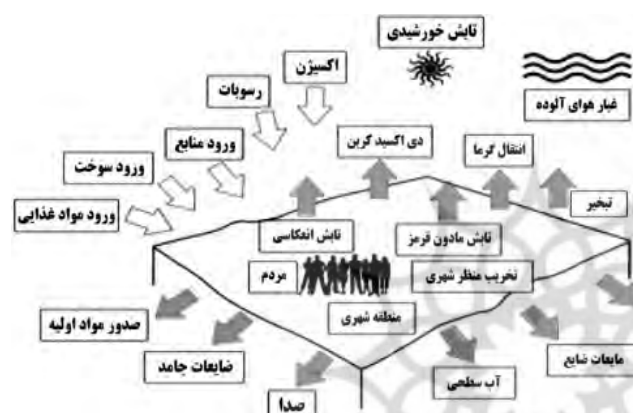 تابش خورشیدی
اکسیژن
رسوبات
غبار هوای آلوده
ورود منابع
دی اکسید کربن
انتقال گرما
ورود سوخت
تبخیر
ورود مواد غذایی
تابش انعکاسی
تابش مادون قرمز
مردم
تخریب منظر شهری
منطقه شهری
صدور مواد اولیه
ضایعات جامد
صدا
آب سطحی
مایعات ضایع